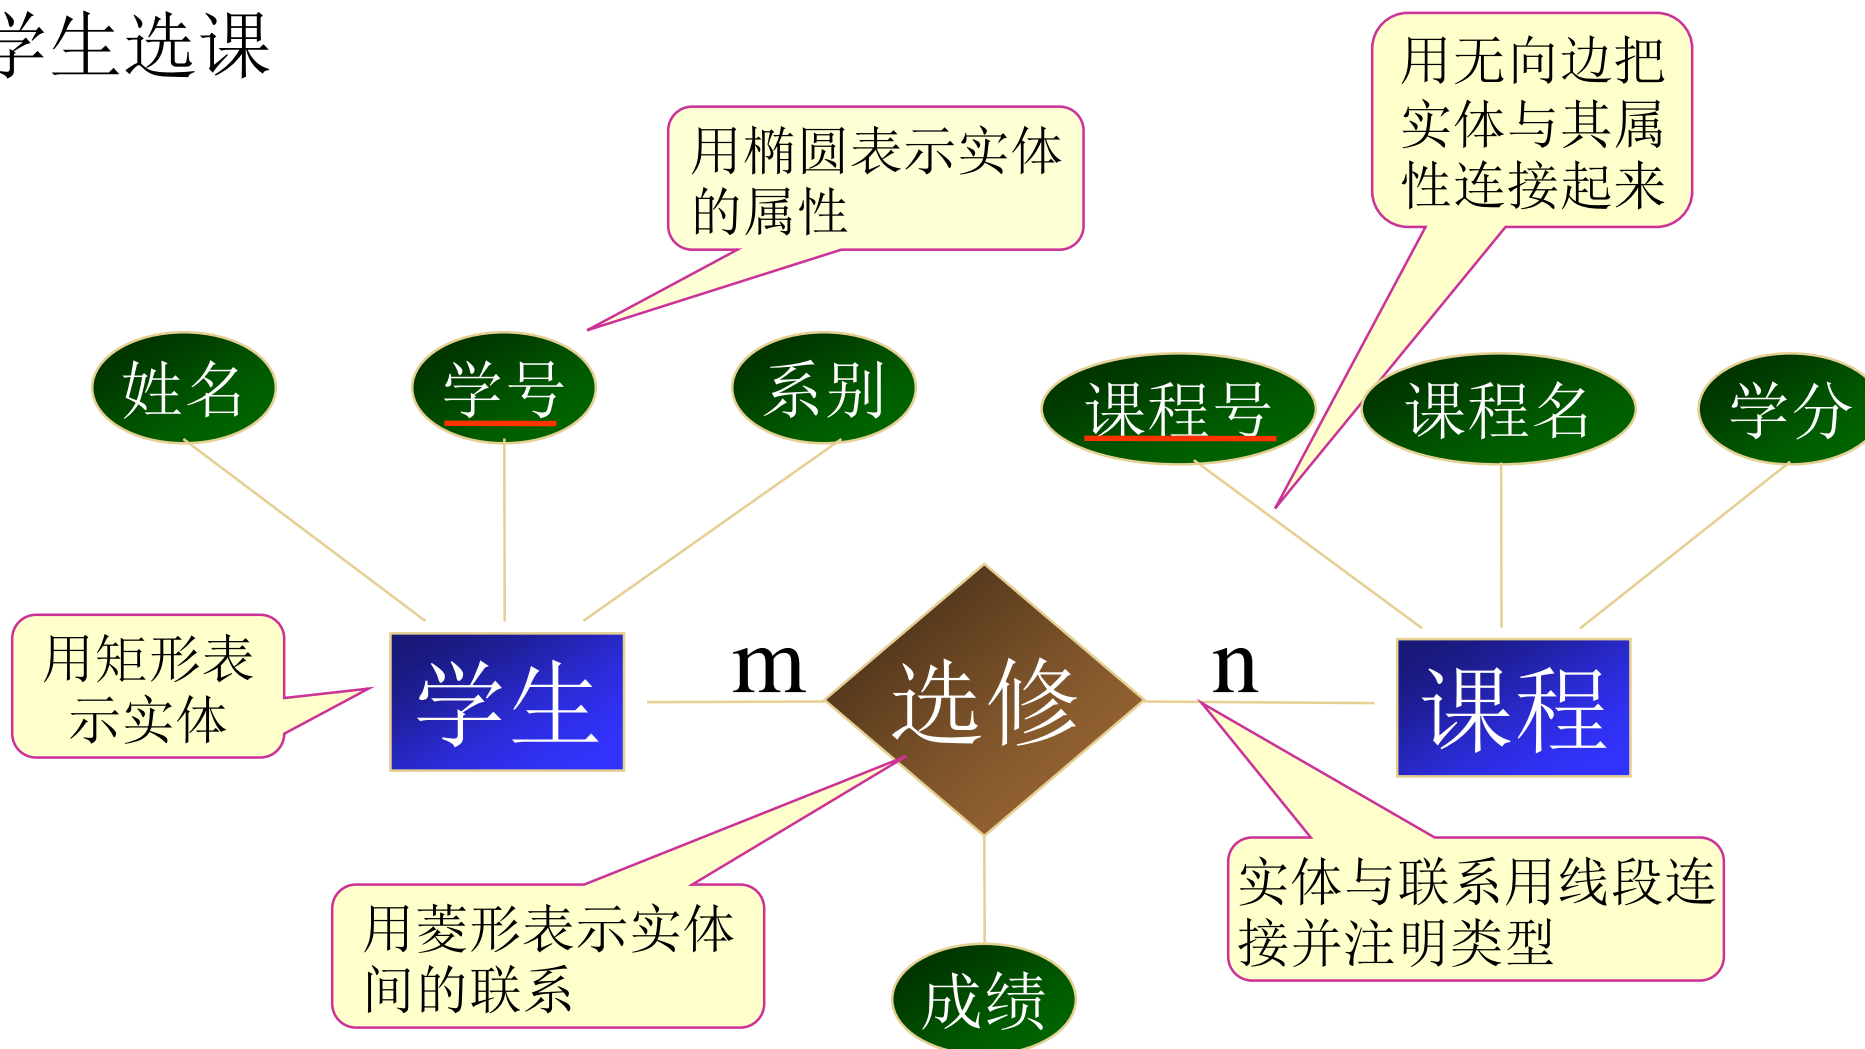 学生选课
用无向边把
实体与其属
性连接起来
用椭圆表示实体
的属性
姓名
学号
系别
课程号
课程名
学分
用矩形表
示实体
学生
m
选修
n
课程
用菱形表示实体
间的联系
实体与联系用线段连
接并注明类型
成绩